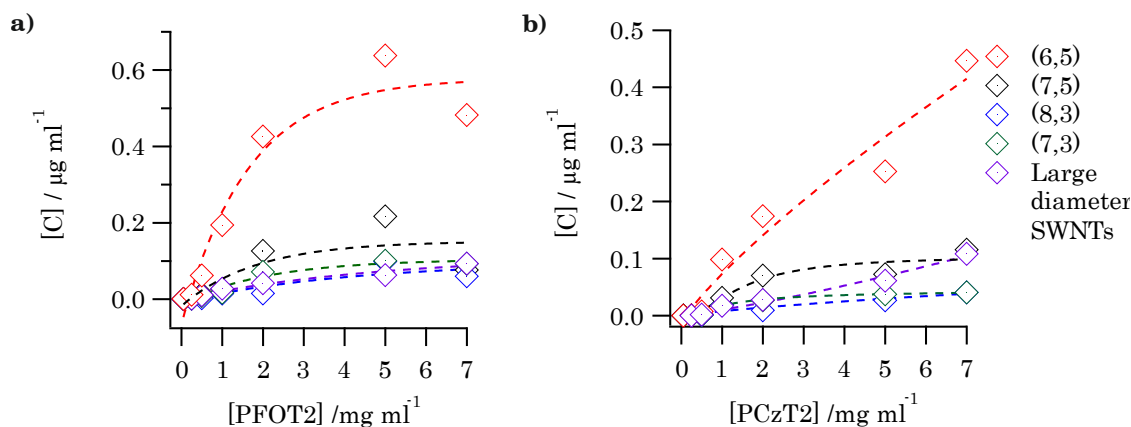 a)
[C] / µg ml⁻¹
0.6
0.4
0.2
0.0
0 1 2 3 4 5 6 7
[PFOT2] /mg ml⁻¹
b)
[C] / µg ml⁻¹
0.5
0.4
0.3
0.2
0.1
0.0
0 1 2 3 4 5 6 7
[PCzT2] /mg ml⁻¹
(6,5)
(7,5)
(8,3)
(7,3)
Large
diameter
SWNTs